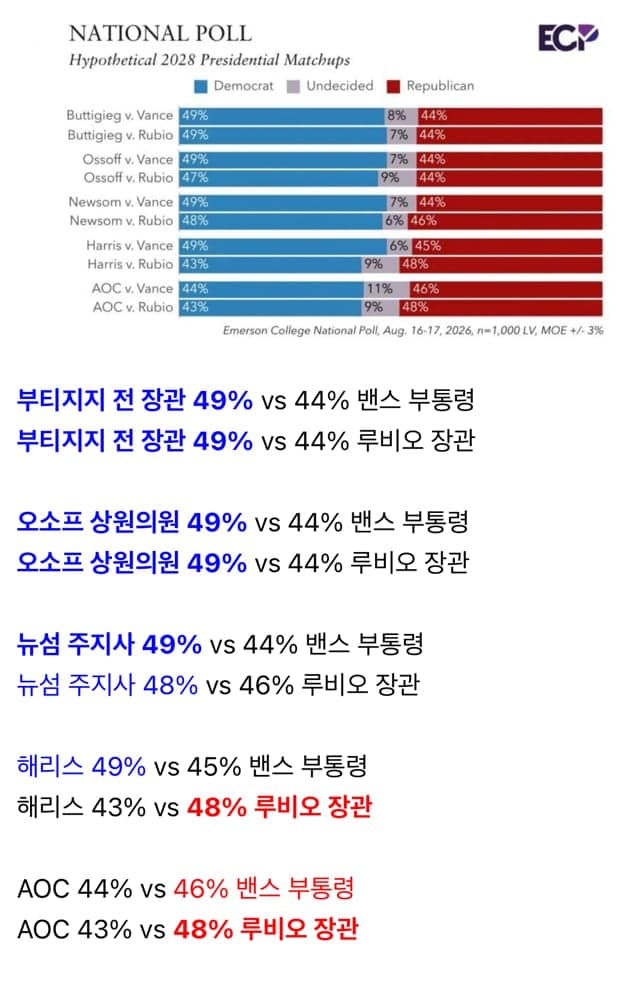 NATIONAL POLL
ECP
Hypothetical 2028 Presidential Matchups
Democrat Undecided Republican
Buttigieg v. Vance 49% 8% 44%
Buttigieg v. Rubio 49% 7% 44%
Ossoff v. Vance 49% 7% 44%
Ossoff v. Rubio 47% 9% 44%
Newsom v. Vance 49% 7% 44%
Newsom v. Rubio 48% 6% 46%
Harris v. Vance 49% 6% 45%
Harris v. Rubio 43% 9% 48%
AOC v. Vance 44% 11% 46%
AOC v. Rubio 43% 9% 48%
Emerson College National Poll, Aug. 16-17, 2026, n=1,000 LV, MOE +/- 3%
부티지지 전 장관 49% vs 44% 밴스 부통령
부티지지 전 장관 49% vs 44% 루비오 장관
오소프 상원의원 49% vs 44% 밴스 부통령
오소프 상원의원 49% vs 44% 루비오 장관
뉴섬 주지사 49% vs 44% 밴스 부통령
뉴섬 주지사 48% vs 46% 루비오 장관
해리스 49% vs 45% 밴스 부통령
해리스 43% vs 48% 루비오 장관
AOC 44% vs 46% 밴스 부통령
AOC 43% vs 48% 루비오 장관